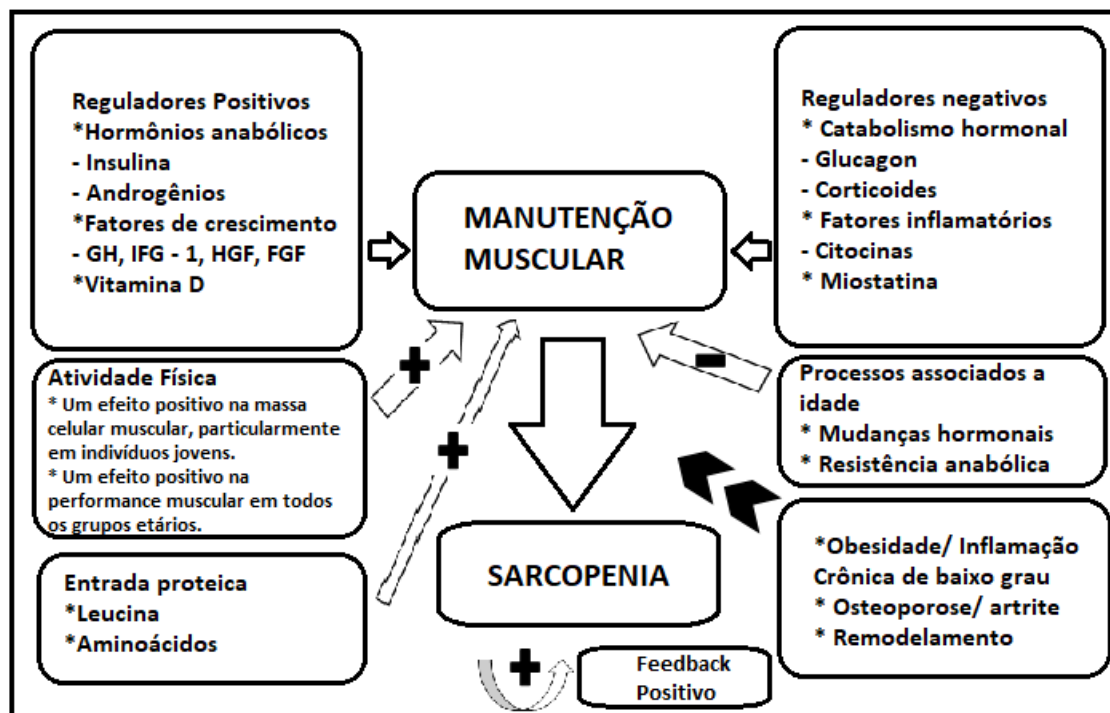 Reguladores Positivos
*Hormônios anabólicos
- Insulina
- Androgênios
*Fatores de crescimento
- GH, IFG - 1, HGF, FGF
*Vitamina D
Atividade Física
* Um efeito positivo na massa
celular muscular, particularmente
em indivíduos jovens.
* Um efeito positivo na
performance muscular em todos
os grupos etários.
Entrada proteica
*Leucina
*Aminoácidos
MANUTENÇÃO
MUSCULAR
SARCOPENIA
Feedback
Positivo
Reguladores negativos
* Catabolismo hormonal
- Glucagon
- Corticoides
* Fatores inflamatórios
- Citocinas
* Miostatina
Processos associados a
idade
* Mudanças hormonais
* Resistência anabólica
*Obesidade/ Inflamação
Crônica de baixo grau
* Osteoporose/ artrite
* Remodelamento